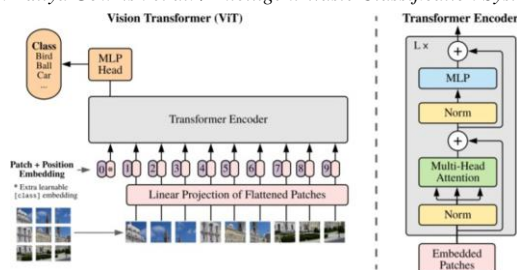 Vision Transformer (ViT)
Class
Bird
Ball
Car
...
MLP
Head
Transformer Encoder
Patch + Position
Embedding
* Extra learnable
[class] embedding
0 * 1 2 3 4 5 6 7 8 9
Linear Projection of Flattened Patches
Transformer Encoder
L ×
+
MLP
Norm
+
Multi-Head
Attention
Norm
Embedded
Patches